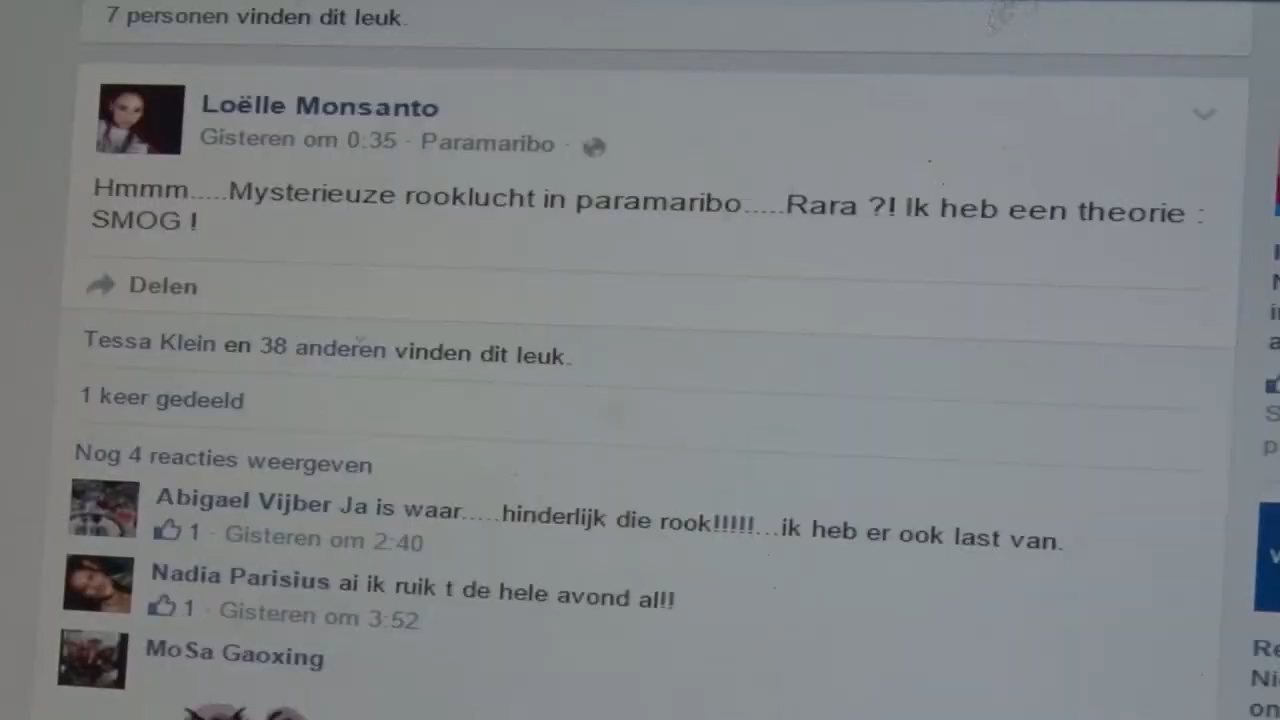 7 personen vinden dit leuk.
Loëlle Monsanto
Gisteren om 0:35 · Paramaribo ·
Hmmm.....Mysterieuze rooklucht in paramaribo.....Rara ?! Ik heb een theorie :
SMOG !
Delen
Tessa Klein en 38 anderen vinden dit leuk.
1 keer gedeeld
Nog 4 reacties weergeven
Abigael Vijber Ja is waar.....hinderlijk die rook!!!!!...ik heb er ook last van.
1 · Gisteren om 2:40
Nadia Parisius ai ik ruik t de hele avond al!!
1 · Gisteren om 3:52
MoSa Gaoxing